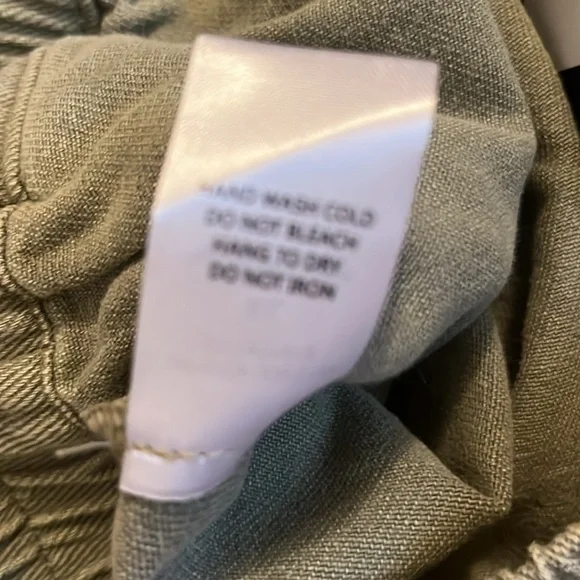 HAND WASH COLD
DO NOT BLEACH
HANG TO DRY
DO NOT IRON